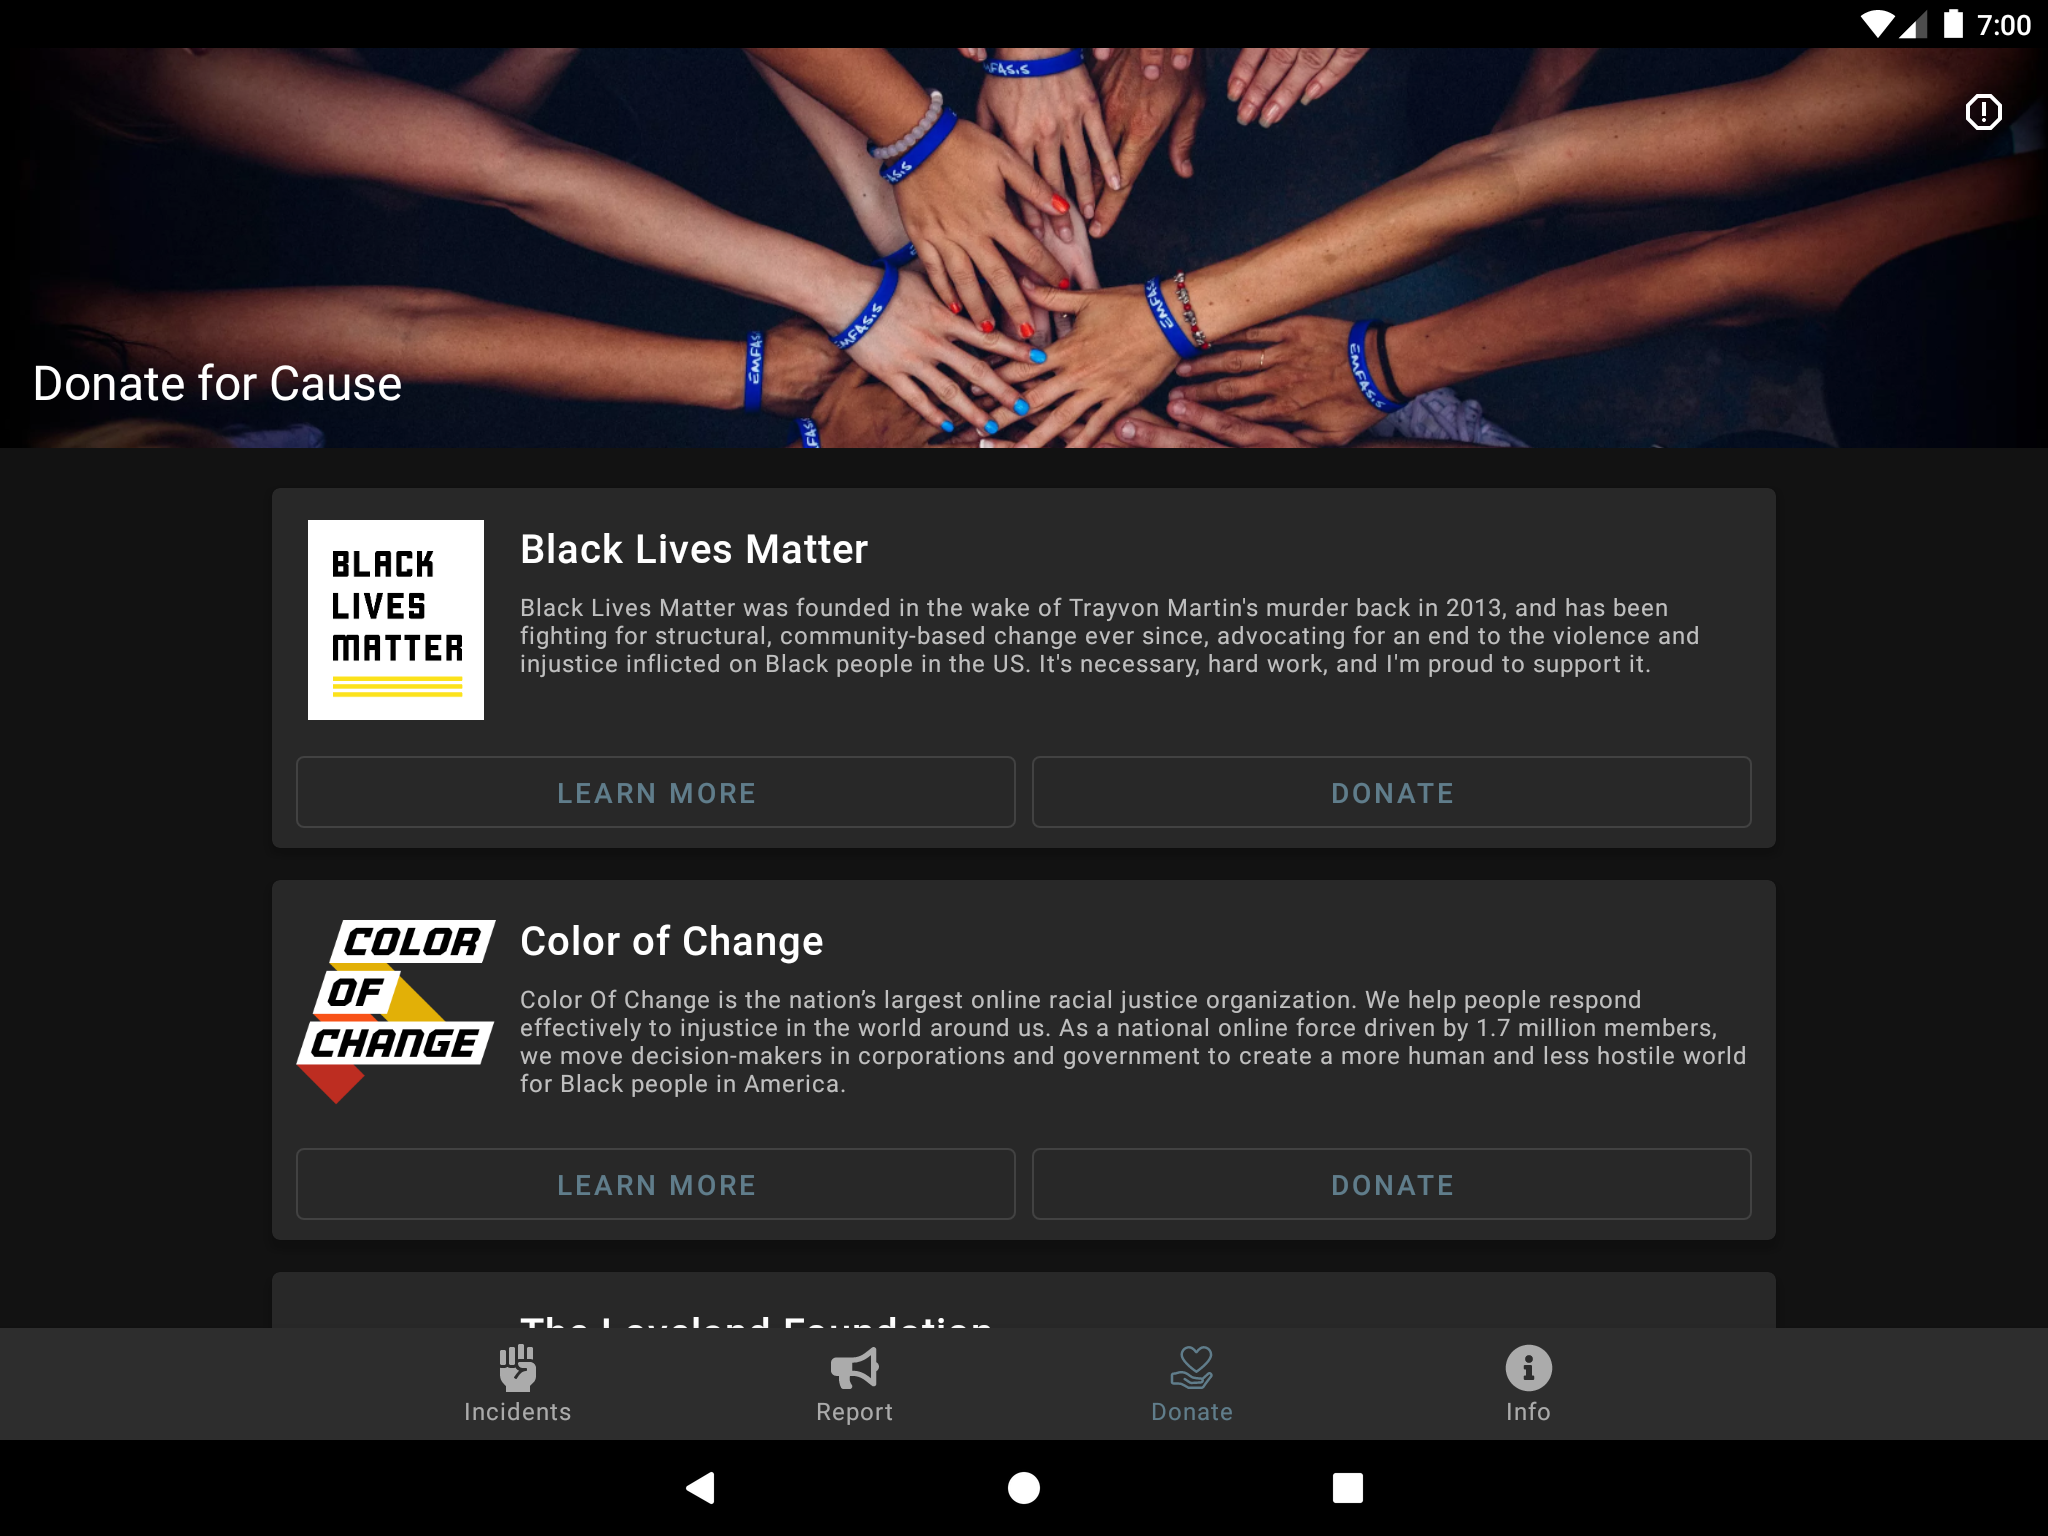 7:00
EMFASIS
EMFASIS
EMFASIS
EMFASIS
Donate for Cause
BLACK
LIVES
MATTER
Black Lives Matter
Black Lives Matter was founded in the wake of Trayvon Martin's murder back in 2013, and has been
fighting for structural, community-based change ever since, advocating for an end to the violence and
injustice inflicted on Black people in the US. It's necessary, hard work, and I'm proud to support it.
LEARN MORE
DONATE
COLOR
OF
CHANGE
Color of Change
Color Of Change is the nation’s largest online racial justice organization. We help people respond
effectively to injustice in the world around us. As a national online force driven by 1.7 million members,
we move decision-makers in corporations and government to create a more human and less hostile world
for Black people in America.
LEARN MORE
DONATE
The Loveland Foundation
Incidents
Report
Donate
Info